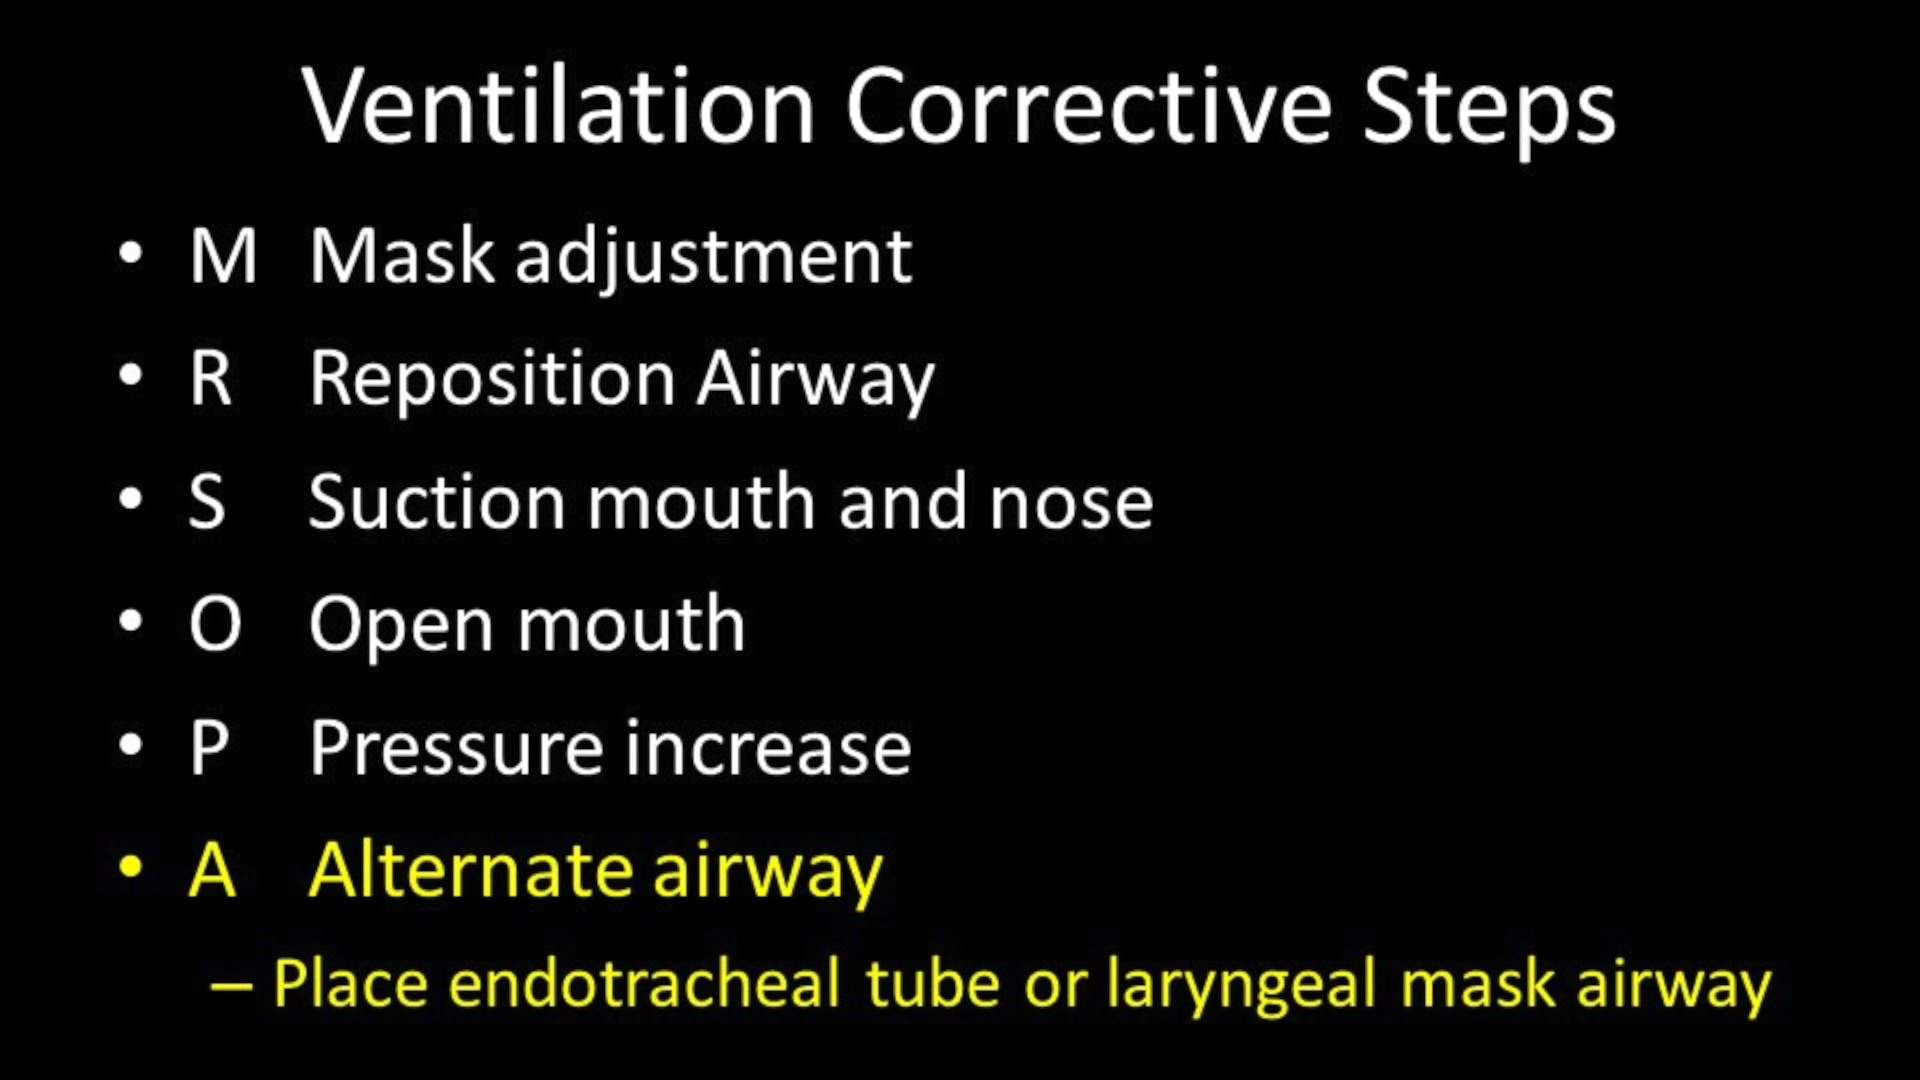 Ventilation Corrective Steps
• M Mask adjustment
• R Reposition Airway
• S Suction mouth and nose
• O Open mouth
• P Pressure increase
• A Alternate airway
– Place endotracheal tube or laryngeal mask airway